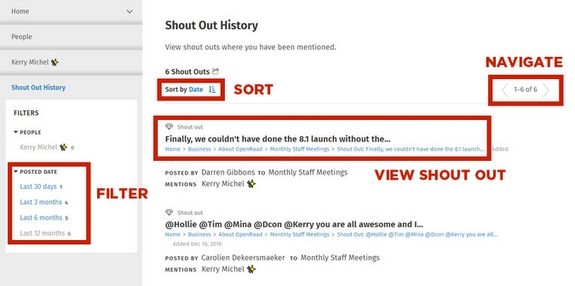 Home
People
Kerry Michel
Shout Out History
FILTERS
PEOPLE
Kerry Michel 6
POSTED DATE
Last 30 days 1
Last 3 months 4
Last 6 months 5
Last 12 months 6
FILTER
Shout Out History
View shout outs where you have been mentioned.
6 Shout Outs
Sort by Date
SORT
NAVIGATE
1-6 of 6
Shout out
Finally, we couldn't have done the 8.1 launch without the...
Home > Business > About OpenRoad > Monthly Staff Meetings > Shout Out: Finally, we couldn't have done the 8.1 launch... Added
VIEW SHOUT OUT
POSTED BY Darren Gibbons TO Monthly Staff Meetings
MENTIONS Kerry Michel
Shout out
@Hollie @Tim @Mina @Dcon @Kerry you are all awesome and I...
Home > Business > About OpenRoad > Monthly Staff Meetings > Shout Out: @Hollie @Tim @Mina @Dcon @Kerry you are all...
Added Dec 16, 2016
POSTED BY Carolien Dekeersmaeker TO Monthly Staff Meetings
MENTIONS Kerry Michel